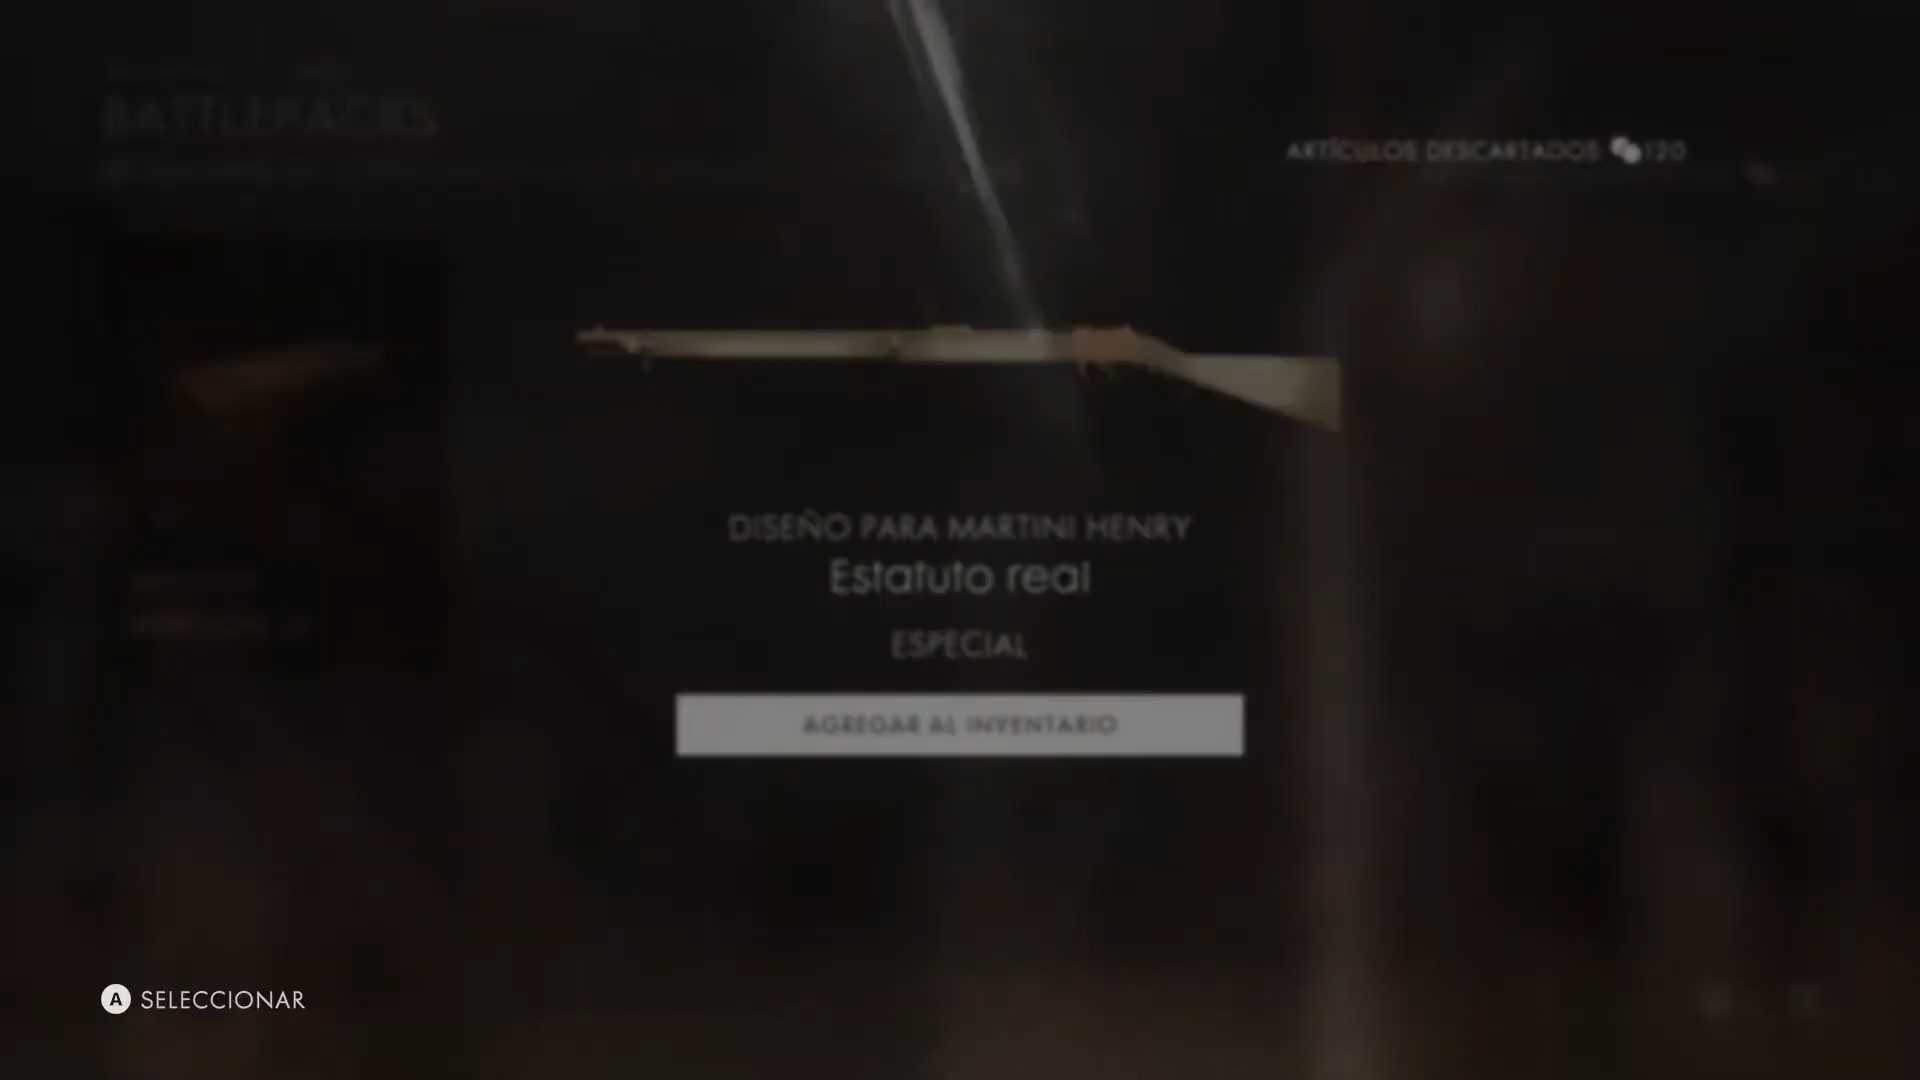 BATTLEPACKS
ARTÍCULOS DESCARTADOS 120
DISEÑO PARA MARTINI HENRY
Estatuto real
ESPECIAL
AGREGAR AL INVENTARIO
A SELECCIONAR